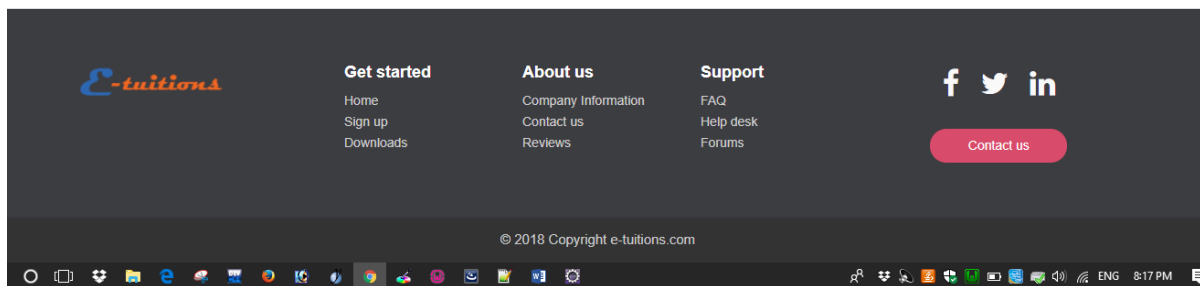 E-tuitions
Get started
Home
Sign up
Downloads
About us
Company Information
Contact us
Reviews
Support
FAQ
Help desk
Forums
f in
Contact us
© 2018 Copyright e-tuitions.com
ENG 8:17 PM